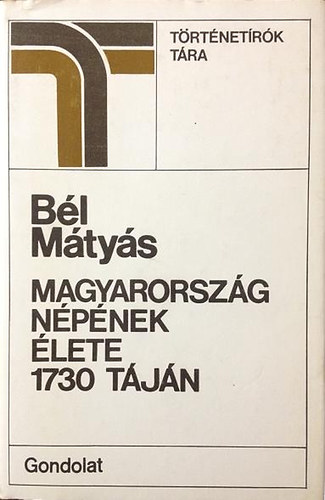 TÖRTÉNETÍRÓK
TÁRA
Bél
Mátyás
MAGYARORSZÁG
NÉPÉNEK
ÉLETE
1730 TÁJÁN
Gondolat